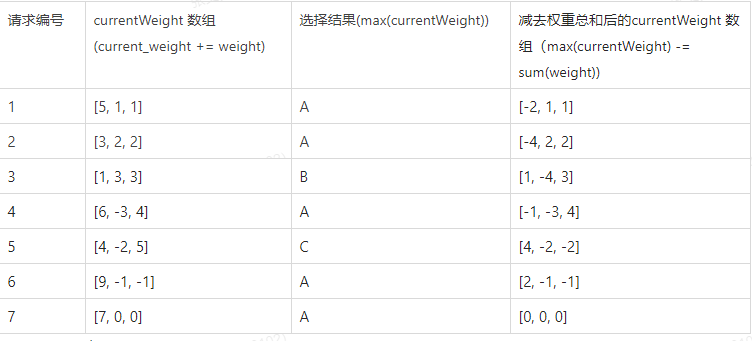 请求编号
currentWeight 数组
(current_weight += weight)
选择结果(max(currentWeight))
减去权重总和后的currentWeight 数
组（max(currentWeight) -=
sum(weight))
1
[5, 1, 1]
A
[-2, 1, 1]
2
[3, 2, 2]
A
[-4, 2, 2]
3
[1, 3, 3]
B
[1, -4, 3]
4
[6, -3, 4]
A
[-1, -3, 4]
5
[4, -2, 5]
C
[4, -2, -2]
6
[9, -1, -1]
A
[2, -1, -1]
7
[7, 0, 0]
A
[0, 0, 0]